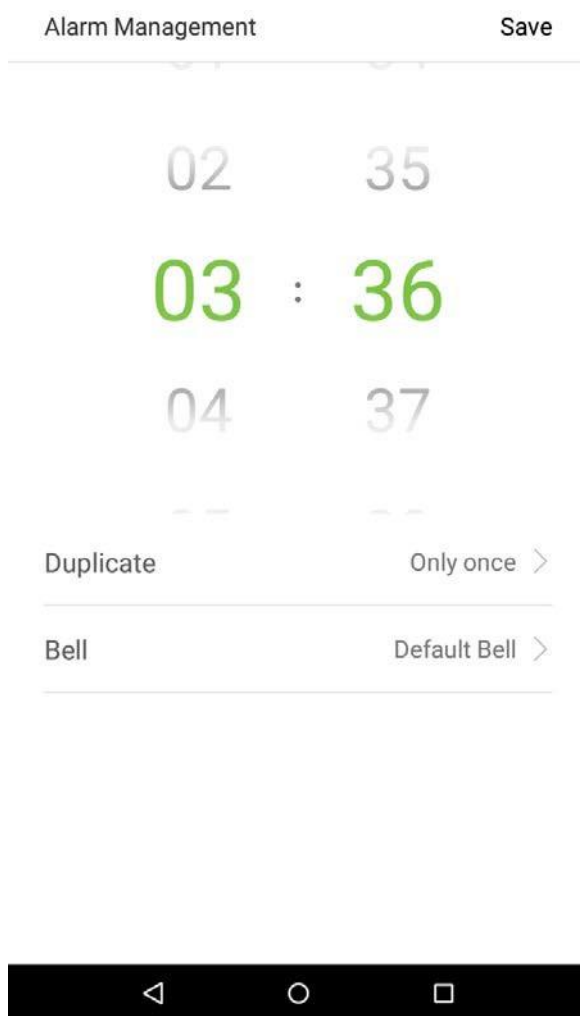 Alarm Management Save
02 35
03 : 36
04 37
Duplicate Only once
Bell Default Bell